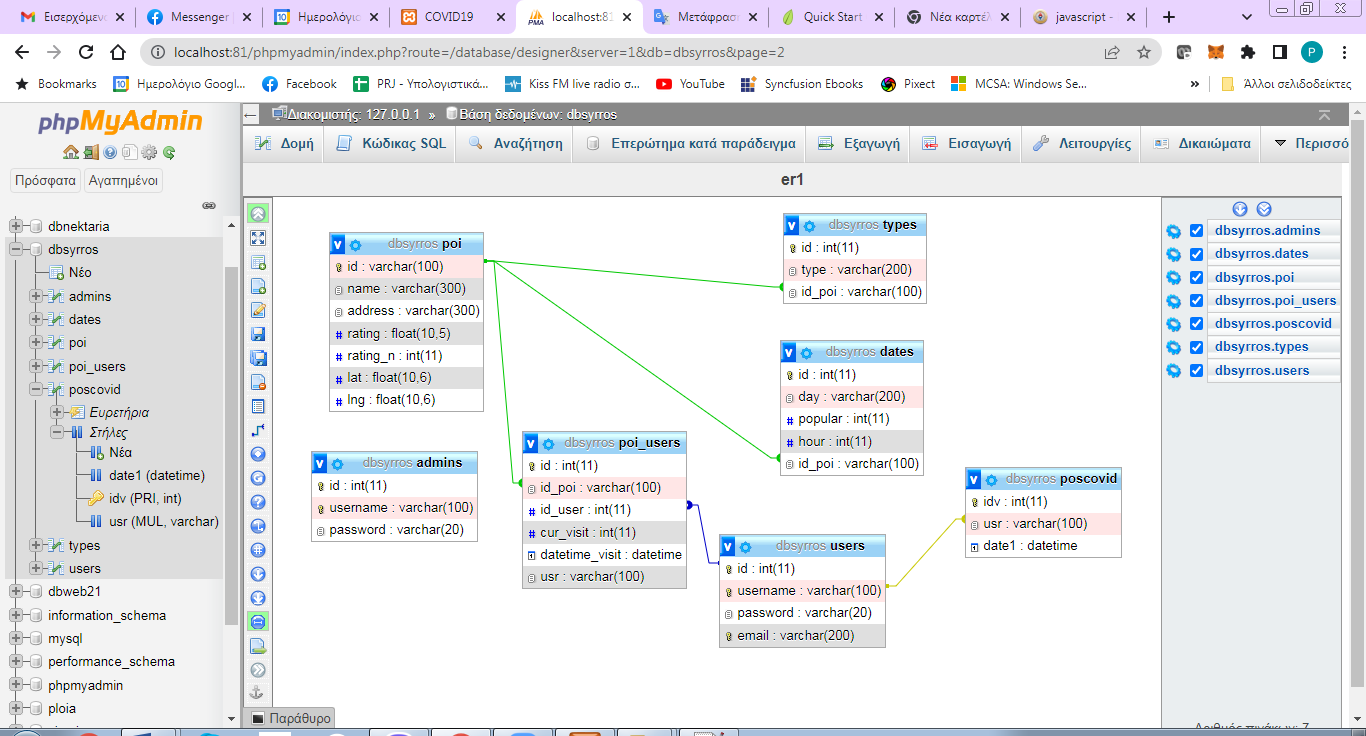 Εισερχόμεν
Messenger
Ημερολόγιο
COVID19
localhost:81
Μετάφρασ
Quick Start
Νέα καρτέλ
javascript -
localhost:81/phpmyadmin/index.php?route=/database/designer&server=1&db=dbsyrros&page=2
P
Bookmarks
Ημερολόγιο Googl...
Facebook
PRJ - Υπολογιστικά...
Kiss FM live radio σ...
YouTube
Syncfusion Ebooks
Pixect
MCSA: Windows Se...
»
Άλλοι σελιδοδείκτες
phpMyAdmin
Πρόσφατα
Αγαπημένοι
dbnektaria
dbsyrros
Νέο
admins
dates
poi
poi_users
poscovid
Ευρετήρια
Στήλες
Νέα
date1 (datetime)
idv (PRI, int)
usr (MUL, varchar)
types
users
dbweb21
information_schema
mysql
performance_schema
phpmyadmin
ploia
Διακομιστής: 127.0.0.1 » Βάση δεδομένων: dbsyrros
Δομή
Κώδικας SQL
Αναζήτηση
Επερώτημα κατά παράδειγμα
Εξαγωγή
Εισαγωγή
Λειτουργίες
Δικαιώματα
Περισσό
er1
dbsyrros poi
id : varchar(100)
name : varchar(300)
address : varchar(300)
rating : float(10,5)
rating_n : int(11)
lat : float(10,6)
lng : float(10,6)
dbsyrros types
id : int(11)
type : varchar(200)
id_poi : varchar(100)
dbsyrros dates
id : int(11)
day : varchar(200)
popular : int(11)
hour : int(11)
id_poi : varchar(100)
dbsyrros admins
id : int(11)
username : varchar(100)
password : varchar(20)
dbsyrros poi_users
id : int(11)
id_poi : varchar(100)
id_user : int(11)
cur_visit : int(11)
datetime_visit : datetime
usr : varchar(100)
dbsyrros users
id : int(11)
username : varchar(100)
password : varchar(20)
email : varchar(200)
dbsyrros poscovid
idv : int(11)
usr : varchar(100)
date1 : datetime
dbsyrros.admins
dbsyrros.dates
dbsyrros.poi
dbsyrros.poi_users
dbsyrros.poscovid
dbsyrros.types
dbsyrros.users
Παράθυρο
Αριθμός πινάκων: 7